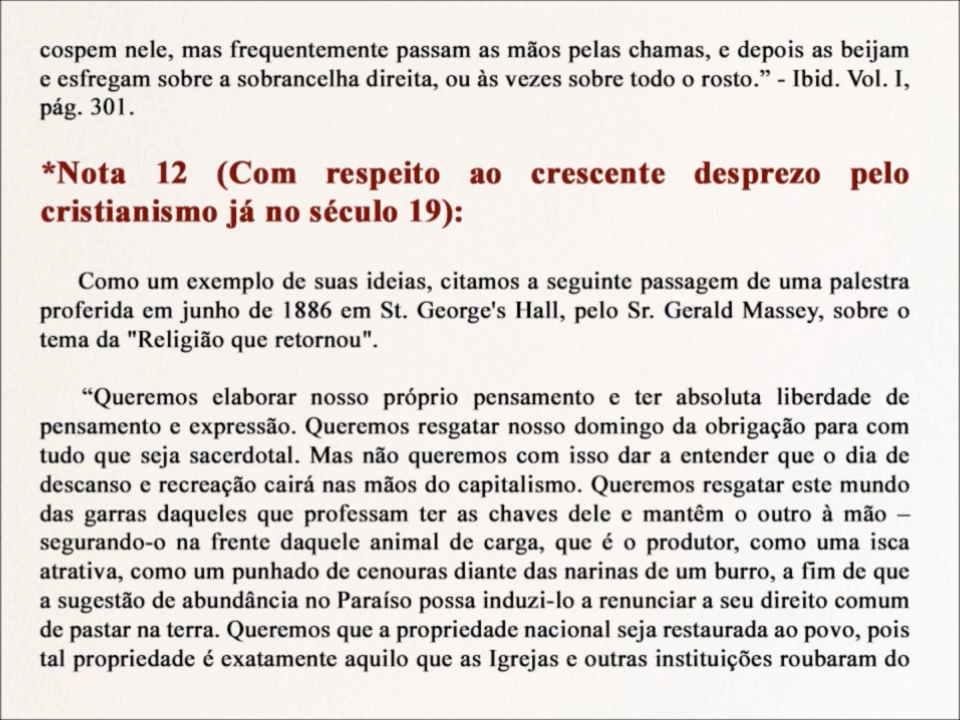 cospem nele, mas frequentemente passam as mãos pelas chamas, e depois as beijam
e esfregam sobre a sobrancelha direita, ou às vezes sobre todo o rosto.” - Ibid. Vol. I,
pág. 301.
*Nota 12 (Com respeito ao crescente desprezo pelo
cristianismo já no século 19):
Como um exemplo de suas ideias, citamos a seguinte passagem de uma palestra
proferida em junho de 1886 em St. George's Hall, pelo Sr. Gerald Massey, sobre o
tema da "Religião que retornou".
“Queremos elaborar nosso próprio pensamento e ter absoluta liberdade de
pensamento e expressão. Queremos resgatar nosso domingo da obrigação para com
tudo que seja sacerdotal. Mas não queremos com isso dar a entender que o dia de
descanso e recreação cairá nas mãos do capitalismo. Queremos resgatar este mundo
das garras daqueles que professam ter as chaves dele e mantêm o outro à mão –
segurando-o na frente daquele animal de carga, que é o produtor, como uma isca
atrativa, como um punhado de cenouras diante das narinas de um burro, a fim de que
a sugestão de abundância no Paraíso possa induzi-lo a renunciar a seu direito comum
de pastar na terra. Queremos que a propriedade nacional seja restaurada ao povo, pois
tal propriedade é exatamente aquilo que as Igrejas e outras instituições roubaram do